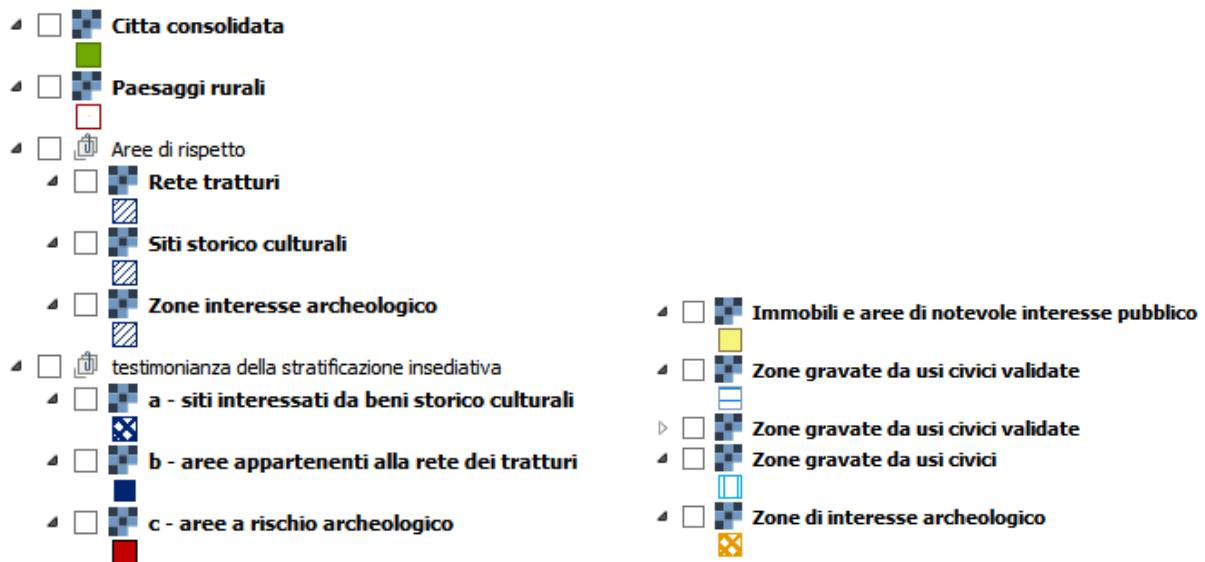 Citta consolidata
Paesaggi rurali
Aree di rispetto
Rete tratturi
Siti storico culturali
Zone interesse archeologico
testimonianza della stratificazione insediativa
a - siti interessati da beni storico culturali
b - aree appartenenti alla rete dei tratturi
c - aree a rischio archeologico
Immobili e aree di notevole interesse pubblico
Zone gravate da usi civici validate
Zone gravate da usi civici validate
Zone gravate da usi civici
Zone di interesse archeologico